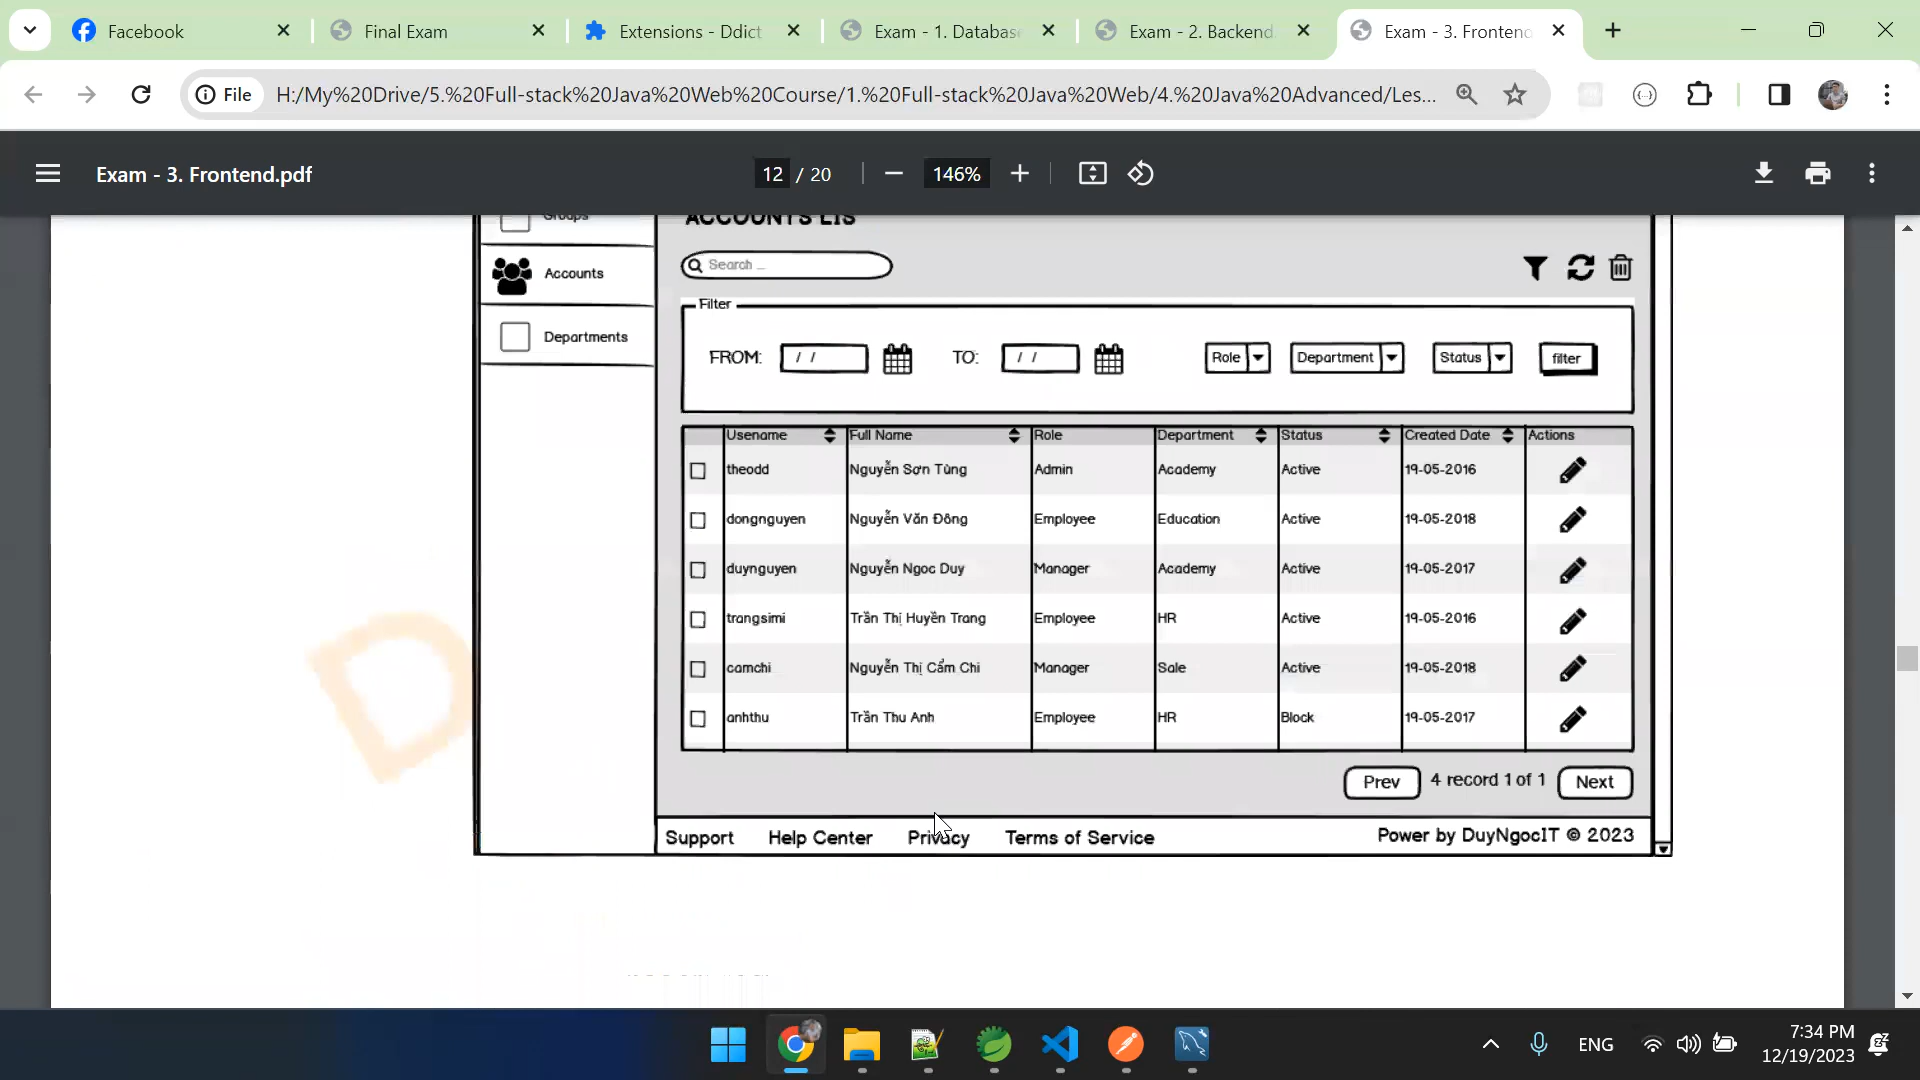 Facebook
Final Exam
Extensions - Ddict
Exam - 1. Databas
Exam - 2. Backend.
Exam - 3. Frontend
File
H:/My%20Drive/5.%20Full-stack%20Java%20Web%20Course/1.%20Full-stack%20Java%20Web/4.%20Java%20Advanced/Les...
Exam - 3. Frontend.pdf
12 / 20
146%
Groups
ACCOUNTS LIS
Search ...
Accounts
Filter
Departments
FROM: / /
TO: / /
Role
Department
Status
filter
Usename Full Name Role Department Status Created Date Actions
theodd Nguyễn Sơn Tùng Admin Academy Active 19-05-2016
dongnguyen Nguyễn Văn Đông Employee Education Active 19-05-2018
duynguyen Nguyễn Ngoc Duy Manager Academy Active 19-05-2017
trangsimi Trần Thị Huyền Trang Employee HR Active 19-05-2016
camchi Nguyễn Thị Cẩm Chi Manager Sale Active 19-05-2018
anhthu Trần Thu Anh Employee HR Block 19-05-2017
Prev 4 record 1 of 1 Next
Support Help Center Privacy Terms of Service Power by DuyNgocIT © 2023
D
ENG
7:34 PM
12/19/2023